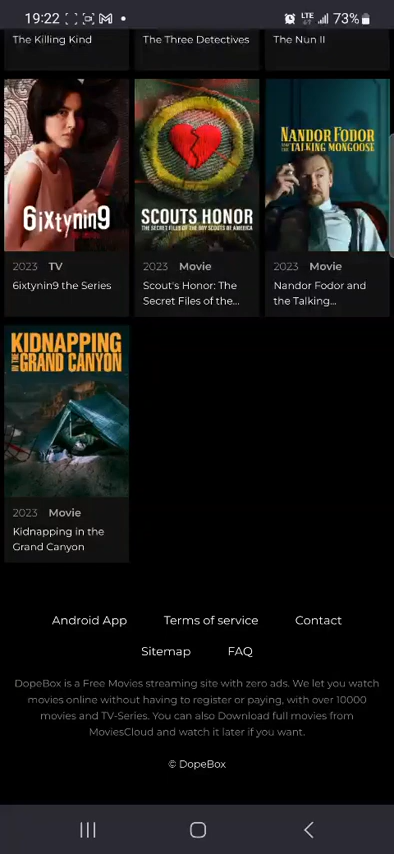 19:22
LTE 73%
The Killing Kind
The Three Detectives
The Nun II
6ixtynin9
SCOUTS HONOR
THE SECRET FILES OF THE BOY SCOUTS OF AMERICA
NANDOR FODOR
AND THE TALKING MONGOOSE
2023 TV
6ixtynin9 the Series
2023 Movie
Scout's Honor: The
Secret Files of the...
2023 Movie
Nandor Fodor and
the Talking...
KIDNAPPING
IN THE GRAND CANYON
2023 Movie
Kidnapping in the
Grand Canyon
Android App
Terms of service
Contact
Sitemap
FAQ
DopeBox is a Free Movies streaming site with zero ads. We let you watch
movies online without having to register or paying, with over 10000
movies and TV-Series. You can also Download full movies from
MoviesCloud and watch it later if you want.
© DopeBox